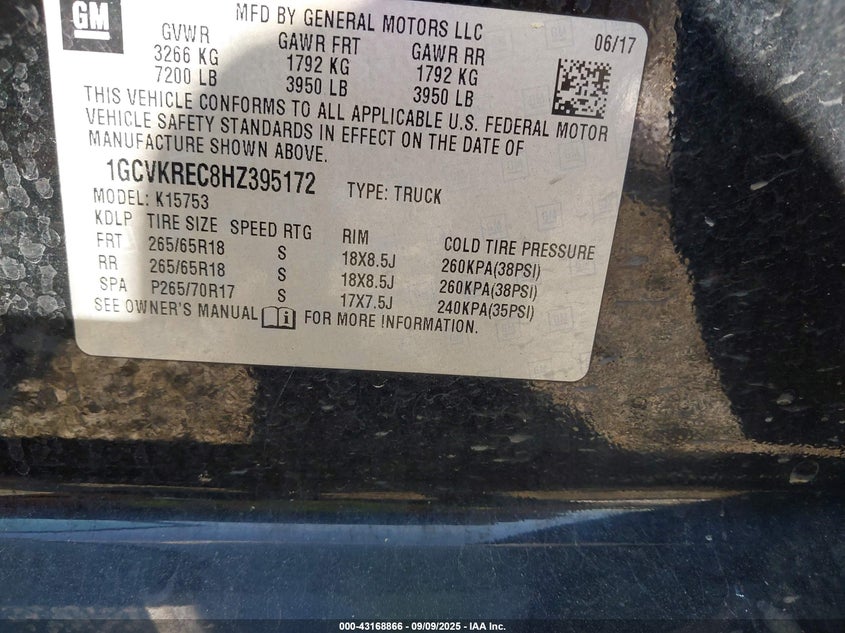 GM
MFD BY GENERAL MOTORS LLC
06/17
GVWR GAWR FRT GAWR RR
3266 KG 1792 KG 1792 KG
7200 LB 3950 LB 3950 LB
THIS VEHICLE CONFORMS TO ALL APPLICABLE U.S. FEDERAL MOTOR
VEHICLE SAFETY STANDARDS IN EFFECT ON THE DATE OF
MANUFACTURE SHOWN ABOVE.
1GCVKREC8HZ395172 TYPE: TRUCK
MODEL: K15753
KDLP TIRE SIZE SPEED RTG RIM COLD TIRE PRESSURE
FRT 265/65R18 S 18X8.5J 260KPA(38PSI)
RR 265/65R18 S 18X8.5J 260KPA(38PSI)
SPA P265/70R17 S 17X7.5J 240KPA(35PSI)
SEE OWNER'S MANUAL FOR MORE INFORMATION.
000-43168866 - 09/09/2025 - IAA Inc.